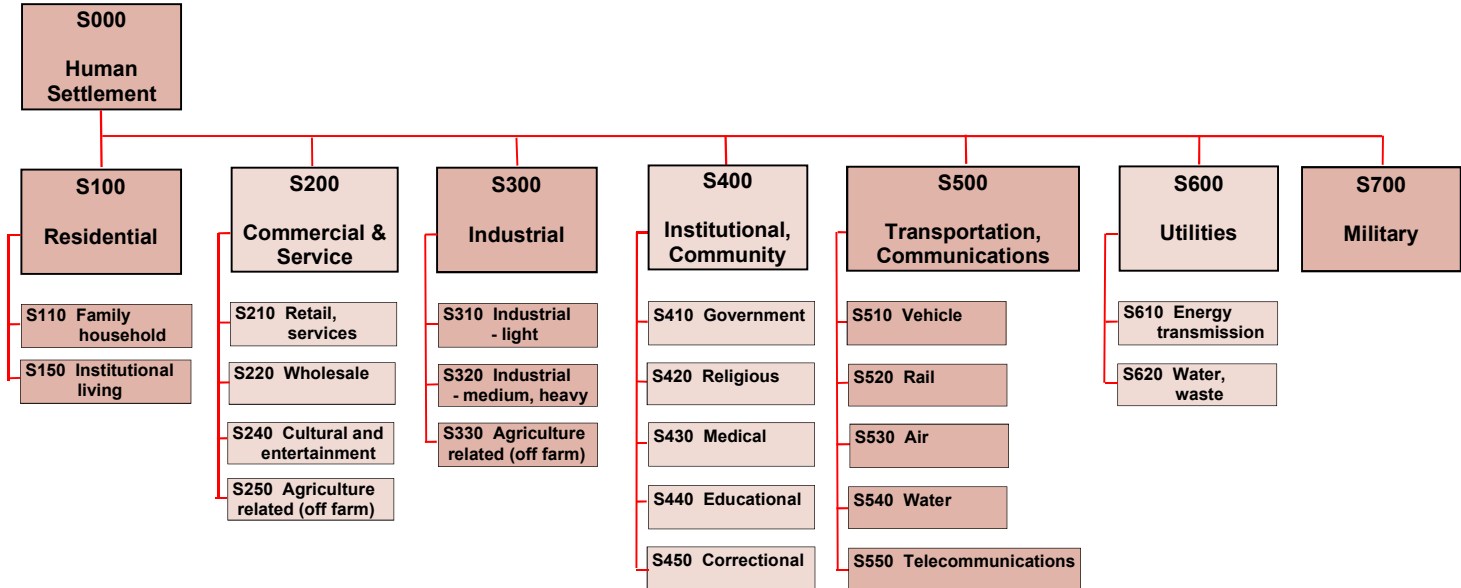 S000
Human
Settlement
S100
Residential
S110 Family
household
S150 Institutional
living
S200
Commercial &
Service
S210 Retail,
services
S220 Wholesale
S240 Cultural and
entertainment
S250 Agriculture
related (off farm)
S300
Industrial
S310 Industrial
- light
S320 Industrial
- medium, heavy
S330 Agriculture
related (off farm)
S400
Institutional,
Community
S410 Government
S420 Religious
S430 Medical
S440 Educational
S450 Correctional
S500
Transportation,
Communications
S510 Vehicle
S520 Rail
S530 Air
S540 Water
S550 Telecommunications
S600
Utilities
S610 Energy
transmission
S620 Water,
waste
S700
Military